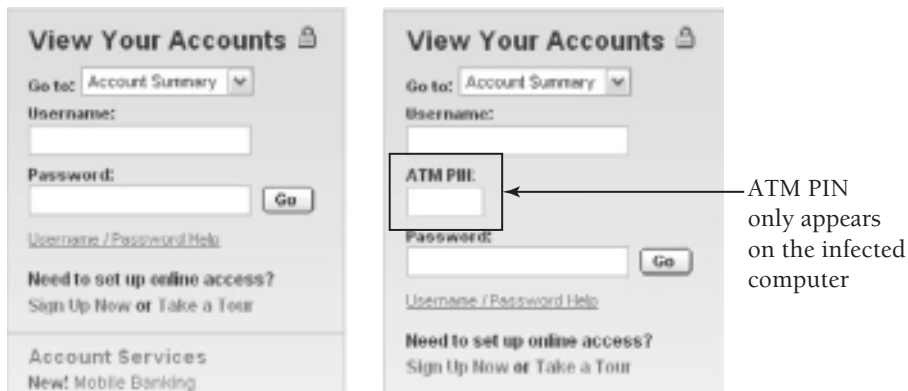 View Your Accounts
Go to: Account Summary
Username:
Password:
Go
Username / Password Help
Need to set up online access?
Sign Up Now or Take a Tour
Account Services
New! Mobile Banking
View Your Accounts
Go to: Account Summary
Username:
ATM PIN:
Password:
Go
Username / Password Help
Need to set up online access?
Sign Up Now or Take a Tour
ATM PIN
only appears
on the infected
computer